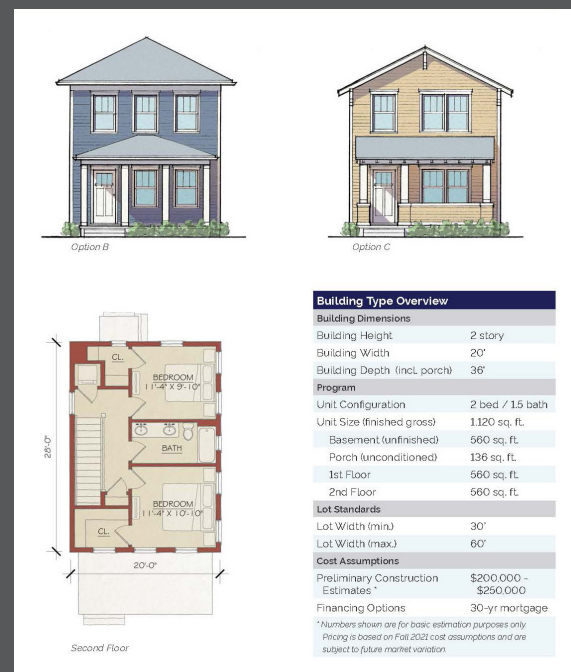 Option B
Option C
CL.
BEDROOM
11'-4" X 9'-10"
BATH
28'-0"
BEDROOM
11'-4" X 10'-10"
CL.
20'-0"
Second Floor
Building Type Overview
Building Dimensions
Building Height 2 story
Building Width 20'
Building Depth (incl. porch) 36'
Program
Unit Configuration 2 bed / 1.5 bath
Unit Size (finished gross) 1,120 sq. ft.
Basement (unfinished) 560 sq. ft.
Porch (unconditioned) 136 sq. ft.
1st Floor 560 sq. ft.
2nd Floor 560 sq. ft.
Lot Standards
Lot Width (min.) 30'
Lot Width (max.) 60'
Cost Assumptions
Preliminary Construction $200,000 -
Estimates * $250,000
Financing Options 30-yr mortgage
* Numbers shown are for basic estimation purposes only.
Pricing is based on Fall 2021 cost assumptions and are
subject to future market variation.